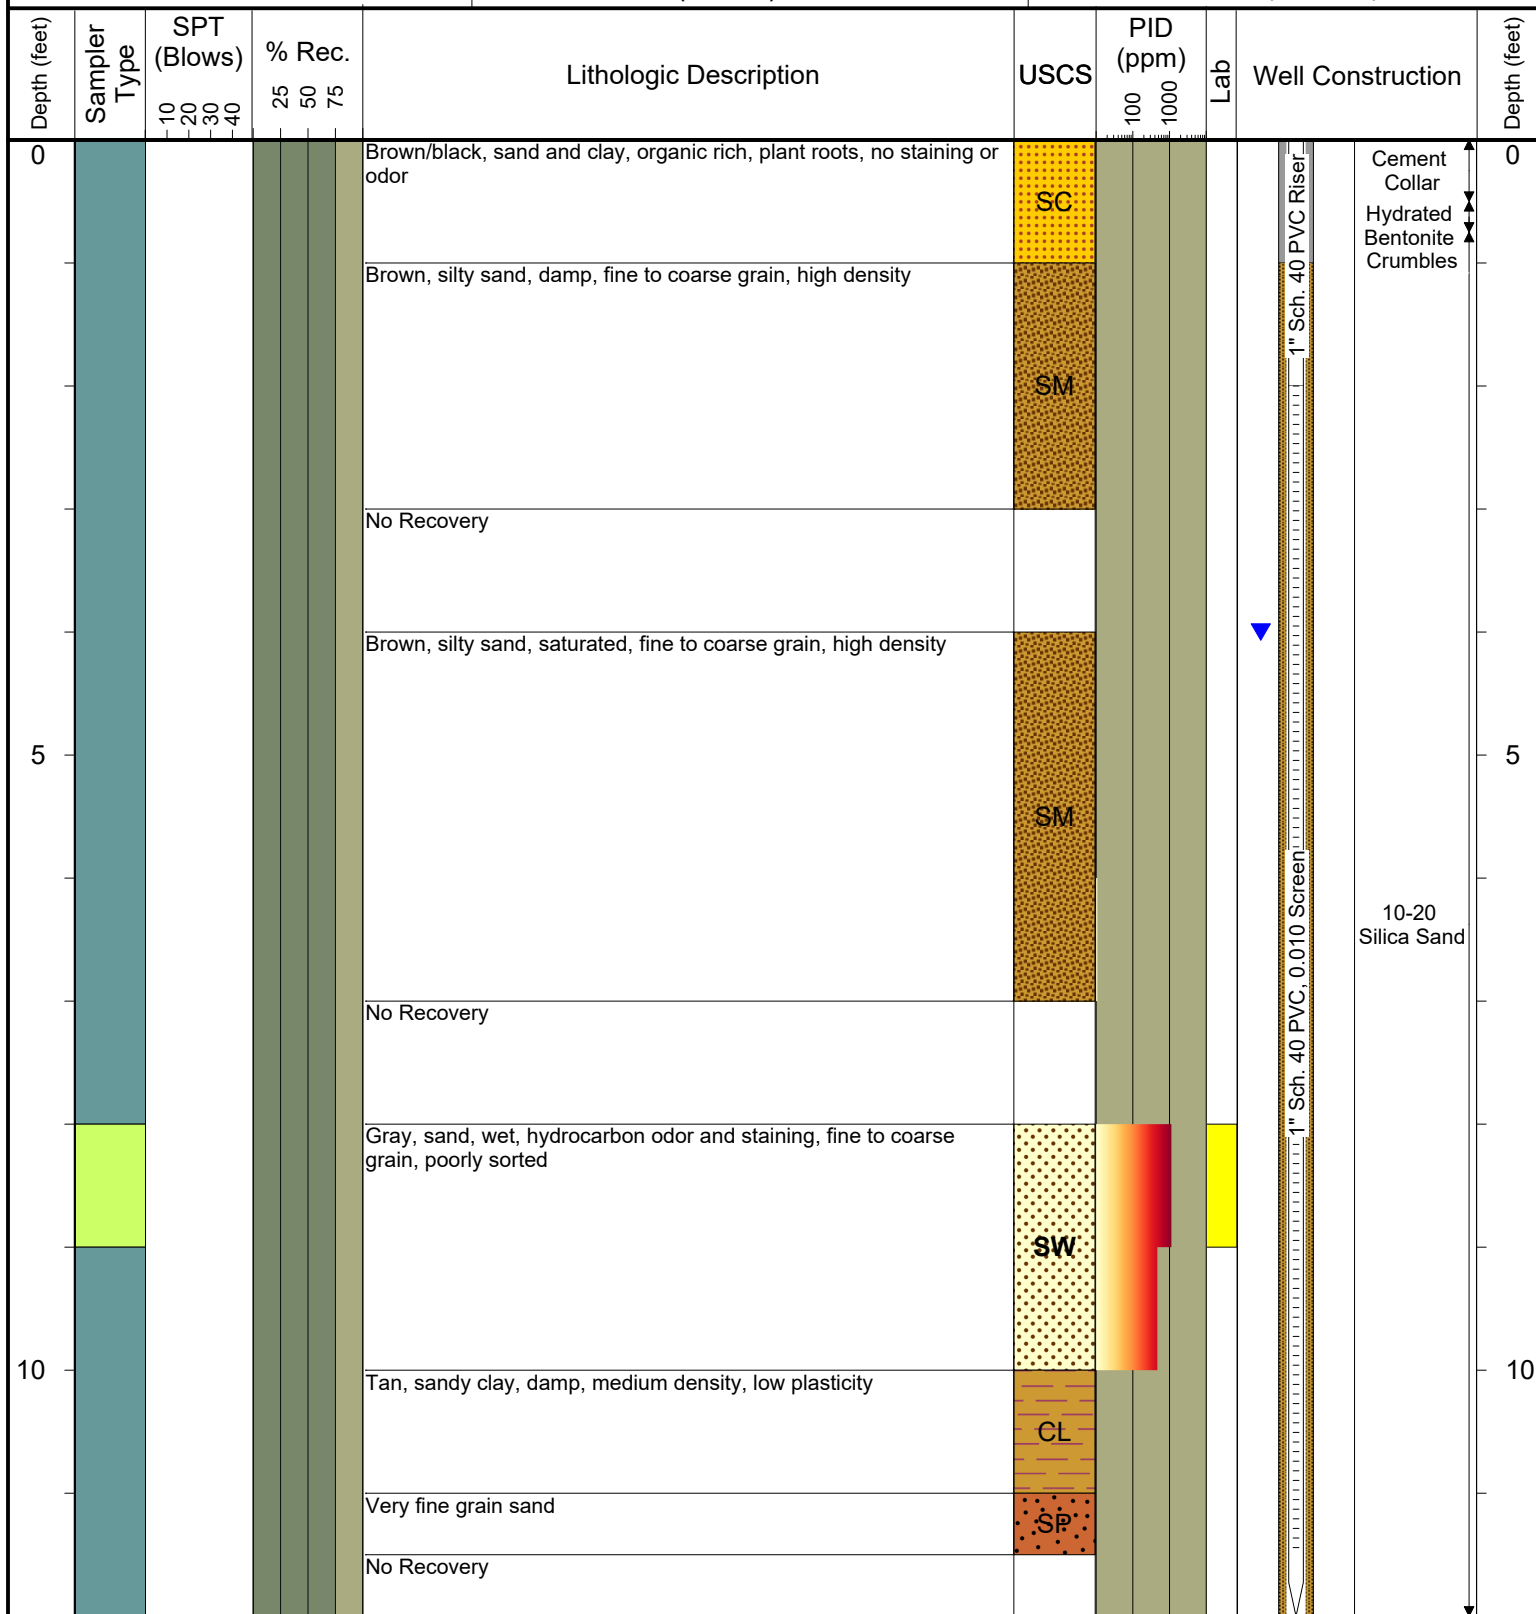 Depth (feet)
Sampler
Type
SPT
(Blows)
10
20
30
40
% Rec.
25
50
75
Lithologic Description
USCS
PID
(ppm)
100
1000
Lab
Well Construction
Depth (feet)
0
Brown/black, sand and clay, organic rich, plant roots, no staining or
odor
SC
1" Sch. 40 PVC Riser
Cement
Collar
Hydrated
Bentonite
Crumbles
0
Brown, silty sand, damp, fine to coarse grain, high density
SM
No Recovery
Brown, silty sand, saturated, fine to coarse grain, high density
5
SM
5
1" Sch. 40 PVC, 0.010 Screen
10-20
Silica Sand
No Recovery
Gray, sand, wet, hydrocarbon odor and staining, fine to coarse
grain, poorly sorted
SW
10
Tan, sandy clay, damp, medium density, low plasticity
CL
10
Very fine grain sand
SP
No Recovery